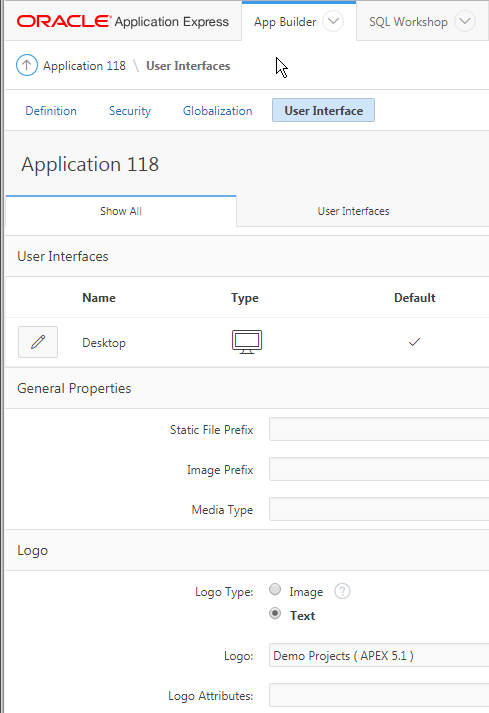 ORACLE Application Express App Builder SQL Workshop
Application 118 \ User Interfaces
Definition Security Globalization User Interface
Application 118
Show All User Interfaces
User Interfaces
Name Type Default
Desktop
General Properties
Static File Prefix
Image Prefix
Media Type
Logo
Logo Type: Image ?
Text
Logo: Demo Projects ( APEX 5.1 )
Logo Attributes: